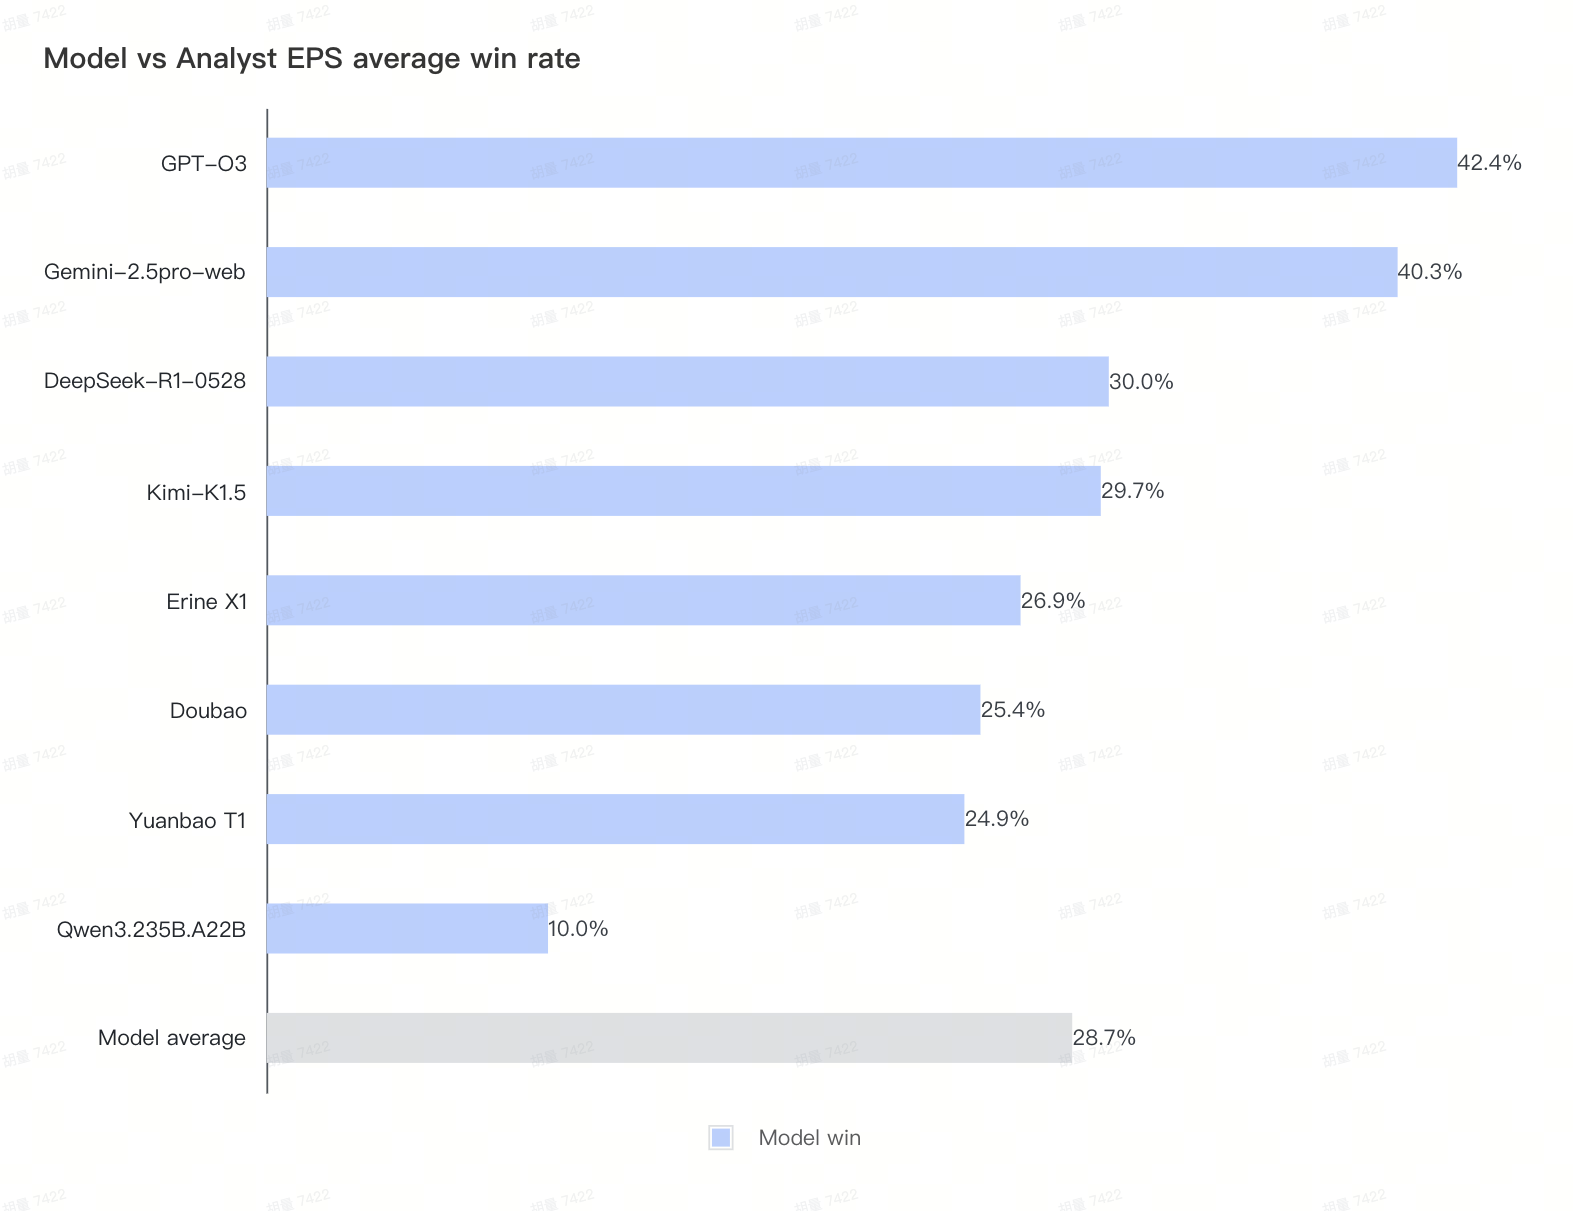 Model vs Analyst EPS average win rate
GPT-O3
42.4%
Gemini-2.5pro-web
40.3%
DeepSeek-R1-0528
30.0%
Kimi-K1.5
29.7%
Erine X1
26.9%
Doubao
25.4%
Yuanbao T1
24.9%
Qwen3.235B.A22B
10.0%
Model average
28.7%
Model win
7422